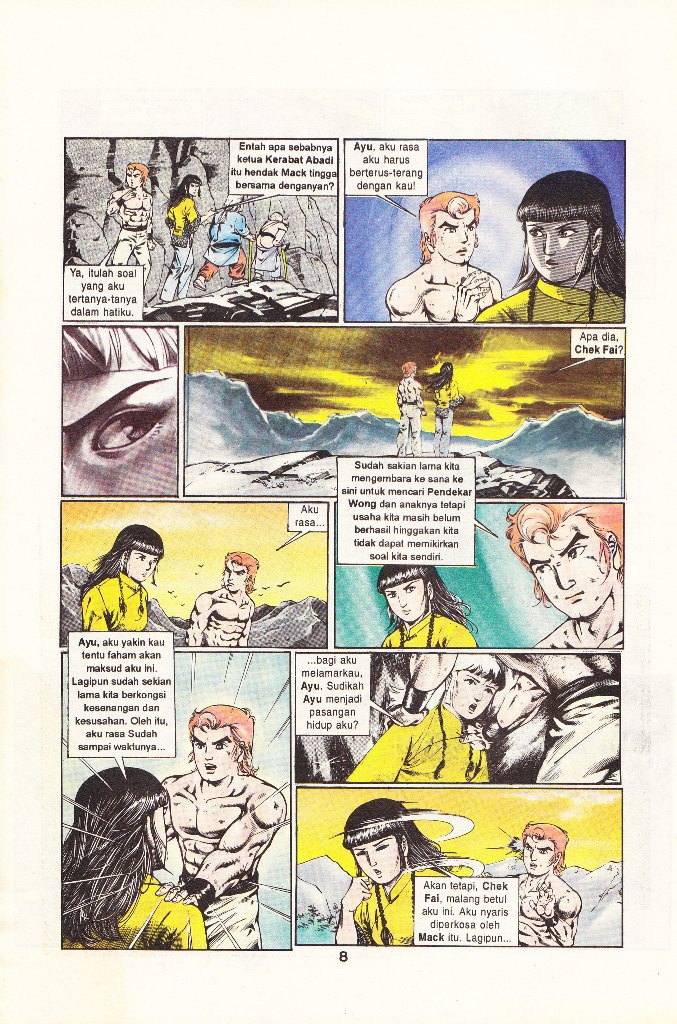 Entah apa sebabnya
ketua Kerabat Abadi
itu hendak Mack tingga
bersama denganyan?
Ya, itulah soal
yang aku
tertanya-tanya
dalam hatiku.
Ayu, aku rasa
aku harus
berterus-terang
dengan kau!
Apa dia,
Chek Fai?
Aku
rasa...
Sudah sakian lama kita
mengembara ke sana ke
sini untuk mencari Pendekar
Wong dan anaknya tetapi
usaha kita masih belum
berhasil hinggakan kita
tidak dapat memikirkan
soal kita sendiri.
Ayu, aku yakin kau
tentu faham akan
maksud aku ini.
Lagipun sudah sekian
lama kita berkongsi
kesenangan dan
kesusahan. Oleh itu,
aku rasa Sudah
sampai waktunya...
...bagi aku
melamarkau,
Ayu. Sudikah
Ayu menjadi
pasangan
hidup aku?
Akan tetapi, Chek
Fai, malang betul
aku ini. Aku nyaris
diperkosa oleh
Mack itu. Lagipun...
8